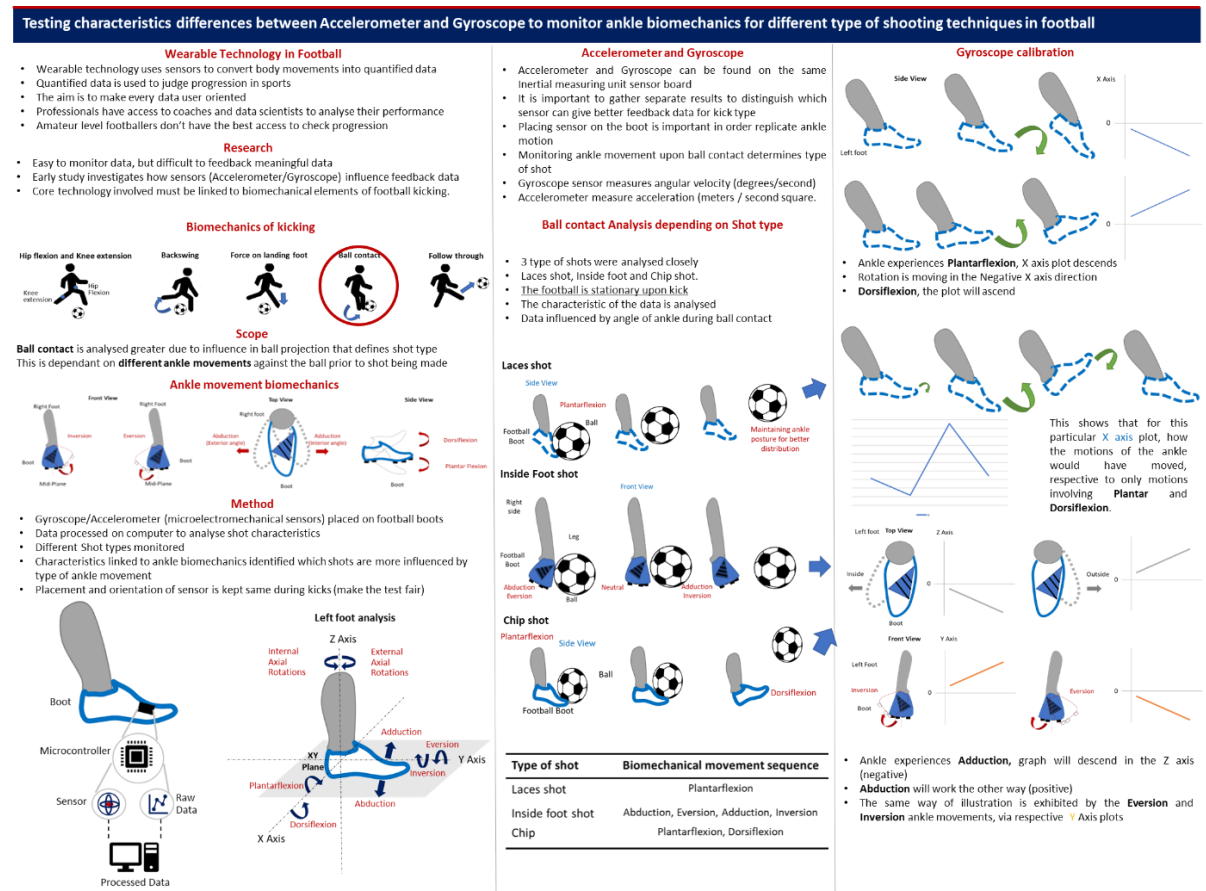 Testing characteristics differences between Accelerometer and Gyroscope to monitor ankle biomechanics for different type of shooting techniques in football
Wearable Technology in Football
• Wearable technology uses sensors to convert body movements into quantified data
• Quantified data is used to judge progression in sports
• The aim is to make every data user oriented
• Professionals have access to coaches and data scientists to analyse their performance
• Amateur level footballers don't have the best access to check progression
Research
• Easy to monitor data, but difficult to feedback meaningful data
• Early study investigates how sensors (Accelerometer/Gyroscope) influence feedback data
• Core technology involved must be linked to biomechanical elements of football kicking.
Biomechanics of kicking
Hip flexion and Knee extension
Backswing
Force on landing foot
Ball contact
Follow through
Knee
extension
Hip
Flexion
Scope
Ball contact is analysed greater due to influence in ball projection that defines shot type
This is dependant on different ankle movements against the ball prior to shot being made
Ankle movement biomechanics
Front View
Top View
Side View
Right Foot
Right Foot
Right foot
Inversion
Eversion
Abduction
(Exterior angle)
Adduction
(Interior angle)
Dorsiflexion
Plantar Flexion
Boot
Boot
Mid-Plane
Mid-Plane
Boot
Boot
Method
• Gyroscope/Accelerometer (microelectromechanical sensors) placed on football boots
• Data processed on computer to analyse shot characteristics
• Different Shot types monitored
• Characteristics linked to ankle biomechanics identified which shots are more influenced by
type of ankle movement
• Placement and orientation of sensor is kept same during kicks (make the test fair)
Boot
Microcontroller
Sensor
Raw
Data
Processed Data
Left foot analysis
Z Axis
Internal
Axial
Rotations
External
Axial
Rotations
Adduction
Eversion
XY
Plane
Y Axis
Inversion
Plantarflexion
Abduction
Dorsiflexion
X Axis
Accelerometer and Gyroscope
• Accelerometer and Gyroscope can be found on the same
Inertial measuring unit sensor board
• It is important to gather separate results to distinguish which
sensor can give better feedback data for kick type
• Placing sensor on the boot is important in order replicate ankle
motion
• Monitoring ankle movement upon ball contact determines type
of shot
• Gyroscope sensor measures angular velocity (degrees/second)
• Accelerometer measure acceleration (meters / second square.
Ball contact Analysis depending on Shot type
• 3 type of shots were analysed closely
• Laces shot, Inside foot and Chip shot.
• The football is stationary upon kick
• The characteristic of the data is analysed
• Data influenced by angle of ankle during ball contact
Laces shot
Side View
Plantarflexion
Football
Boot
Ball
Maintaining ankle
posture for better
distribution
Inside Foot shot
Front View
Right
side
Leg
Football
Boot
Abduction
Eversion
Ball
Neutral
Adduction
Inversion
Chip shot
Plantarflexion
Side View
Ball
Dorsiflexion
Football Boot
Type of shot Biomechanical movement sequence
Laces shot Plantarflexion
Inside foot shot Abduction, Eversion, Adduction, Inversion
Chip Plantarflexion, Dorsiflexion
Gyroscope calibration
Side View
X Axis
0
Left foot
0
• Ankle experiences Plantarflexion, X axis plot descends
• Rotation is moving in the Negative X axis direction
• Dorsiflexion, the plot will ascend
This shows that for this
particular X axis plot, how
the motions of the ankle
would have moved,
respective to only motions
involving Plantar and
Dorsiflexion.
Left foot Top View
Z Axis
Inside
0
Outside
0
Boot
Front View
Y Axis
Left Foot
Inversion
Boot
0
Eversion
0
• Ankle experiences Adduction, graph will descend in the Z axis
(negative)
• Abduction will work the other way (positive)
• The same way of illustration is exhibited by the Eversion and
Inversion ankle movements, via respective Y Axis plots